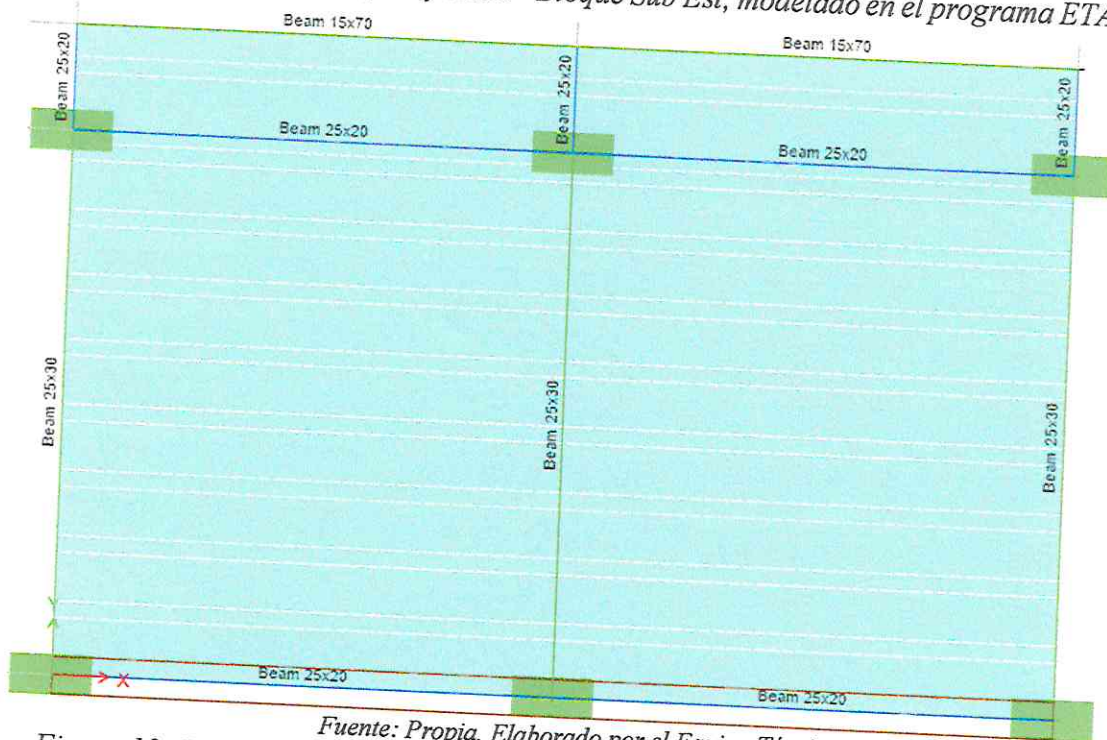 Bloque Sub Est, modelado en el programa ETA
Beam 15x70
Beam 15x70
Beam 25x20
Beam 25x20
Beam 25x20
Beam 25x20
Beam 25x20
Beam 25x30
Beam 25x30
Beam 25x30
Y
X
Beam 25x20
Beam 25x20
Fuente: Propia. Elaborado por el